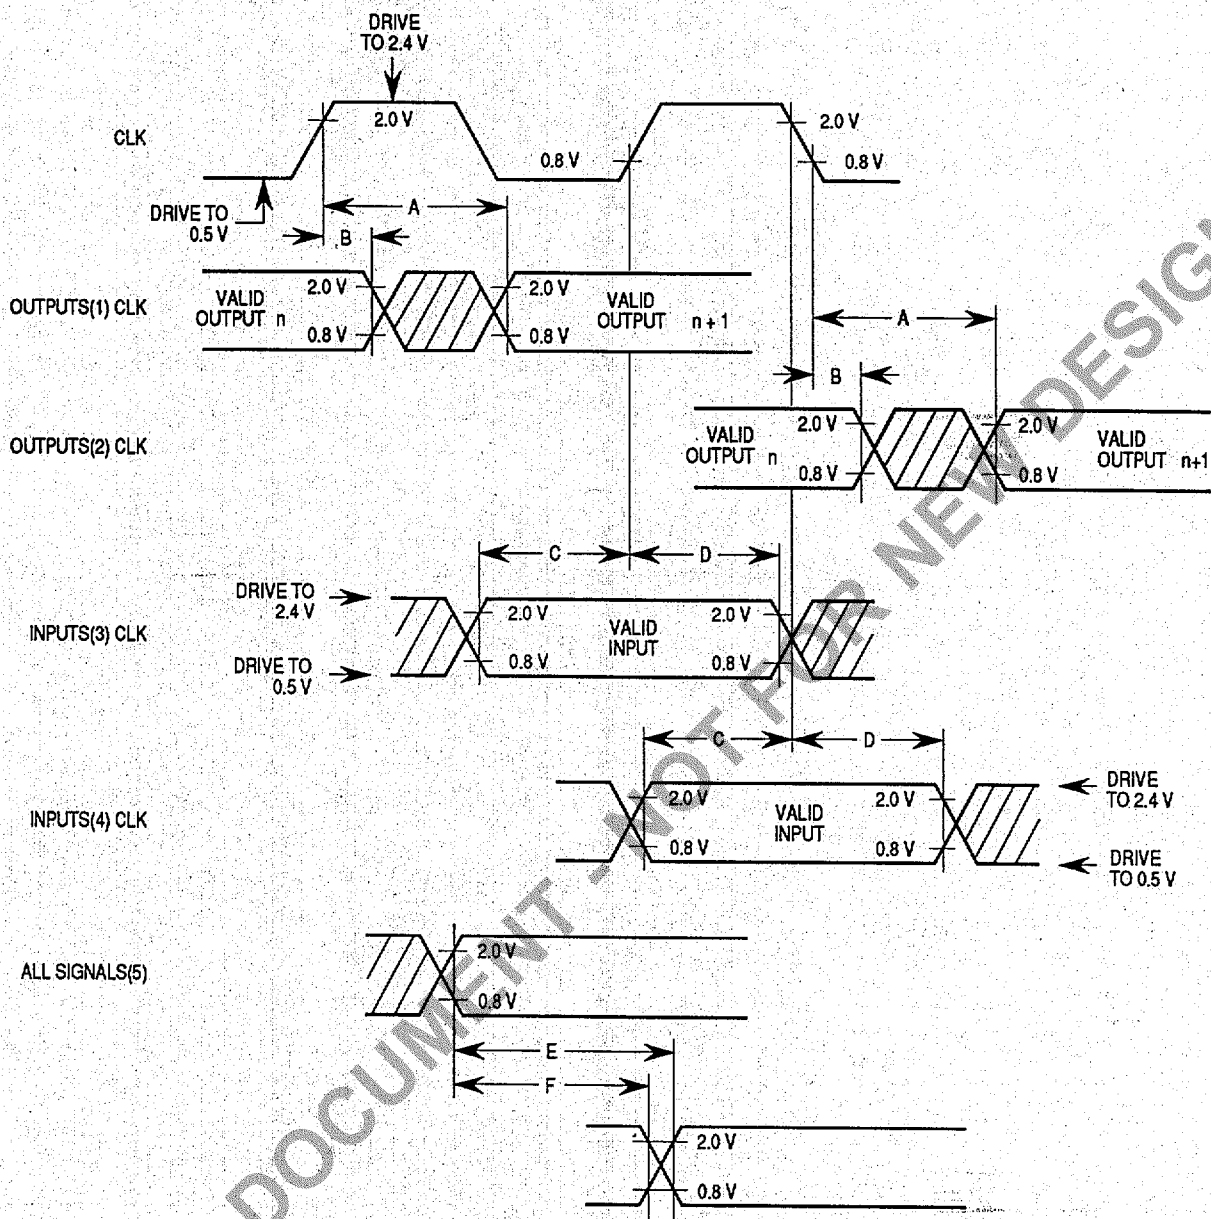 DRIVE
TO 2.4 V
CLK
2.0 V
2.0 V
0.8 V
0.8 V
DRIVE TO
0.5 V
A
B
OUTPUTS(1) CLK
VALID
OUTPUT n
2.0 V
0.8 V
2.0 V
0.8 V
VALID
OUTPUT n + 1
A
B
OUTPUTS(2) CLK
VALID
OUTPUT n
2.0 V
0.8 V
2.0 V
0.8 V
VALID
OUTPUT n+1
C
D
DRIVE TO
2.4 V
INPUTS(3) CLK
DRIVE TO
0.5 V
2.0 V
0.8 V
VALID
INPUT
2.0 V
0.8 V
C
D
INPUTS(4) CLK
2.0 V
0.8 V
VALID
INPUT
2.0 V
0.8 V
DRIVE
TO 2.4 V
DRIVE
TO 0.5 V
ALL SIGNALS(5)
2.0 V
0.8 V
E
F
2.0 V
0.8 V
DOCUMENT - NOT FOR NEW DESIG